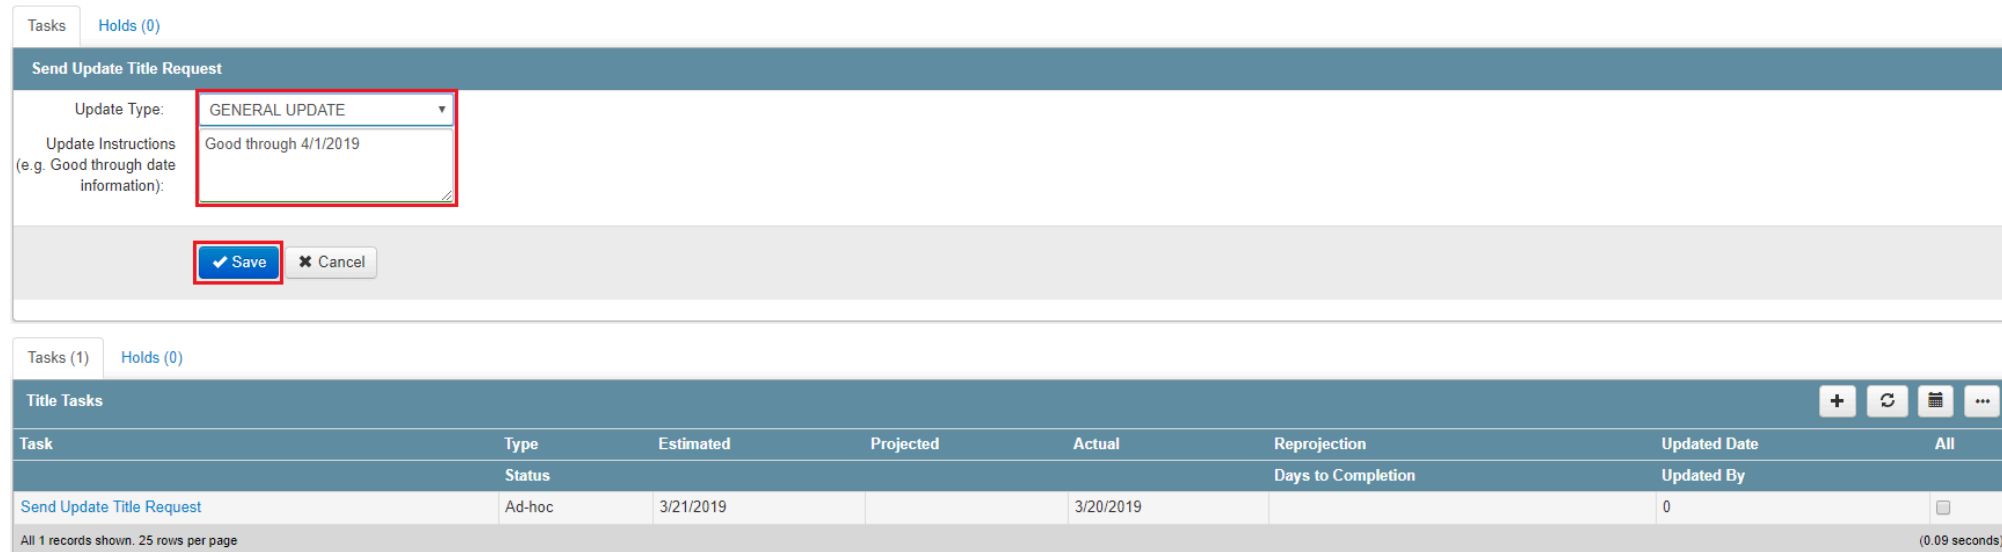 Tasks Holds (0)
Send Update Title Request
Update Type: GENERAL UPDATE
Update Instructions Good through 4/1/2019
(e.g. Good through date
information):
Save Cancel
Tasks (1) Holds (0)
Title Tasks
Task Type Estimated Projected Actual Reprojection Updated Date All
Status Days to Completion Updated By
Send Update Title Request Ad-hoc 3/21/2019 3/20/2019 0
All 1 records shown. 25 rows per page (0.09 seconds)